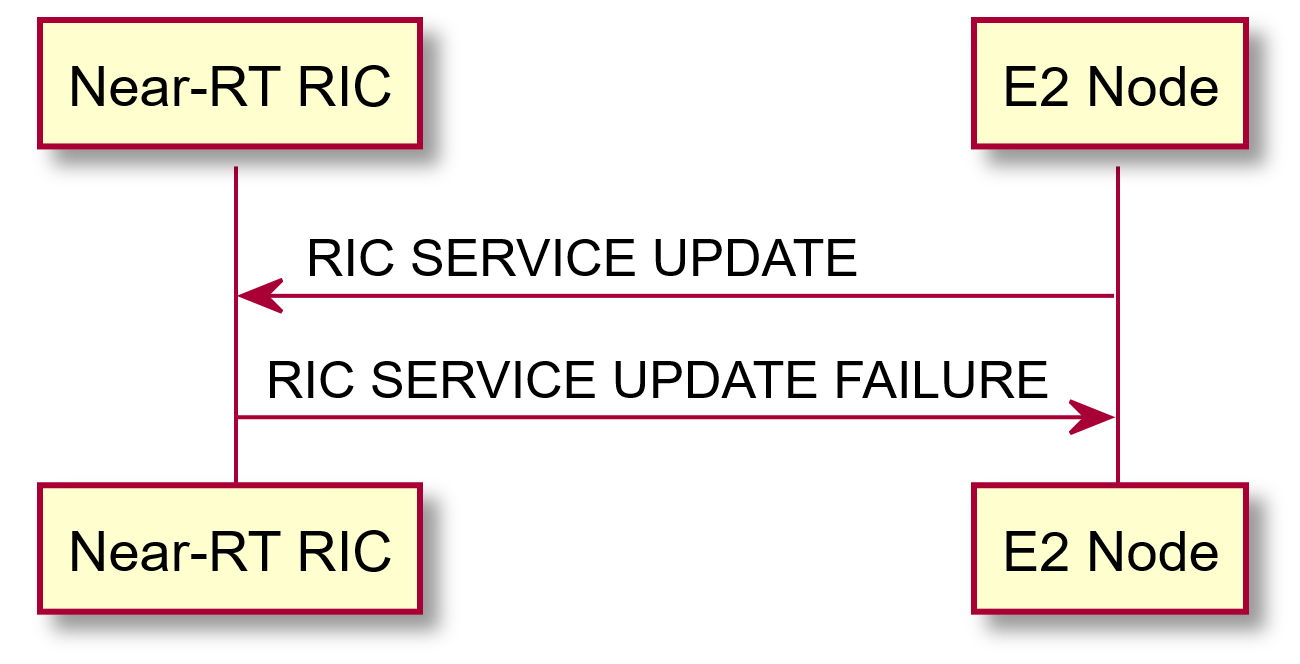 Near-RT RIC
E2 Node
RIC SERVICE UPDATE
RIC SERVICE UPDATE FAILURE
Near-RT RIC
E2 Node